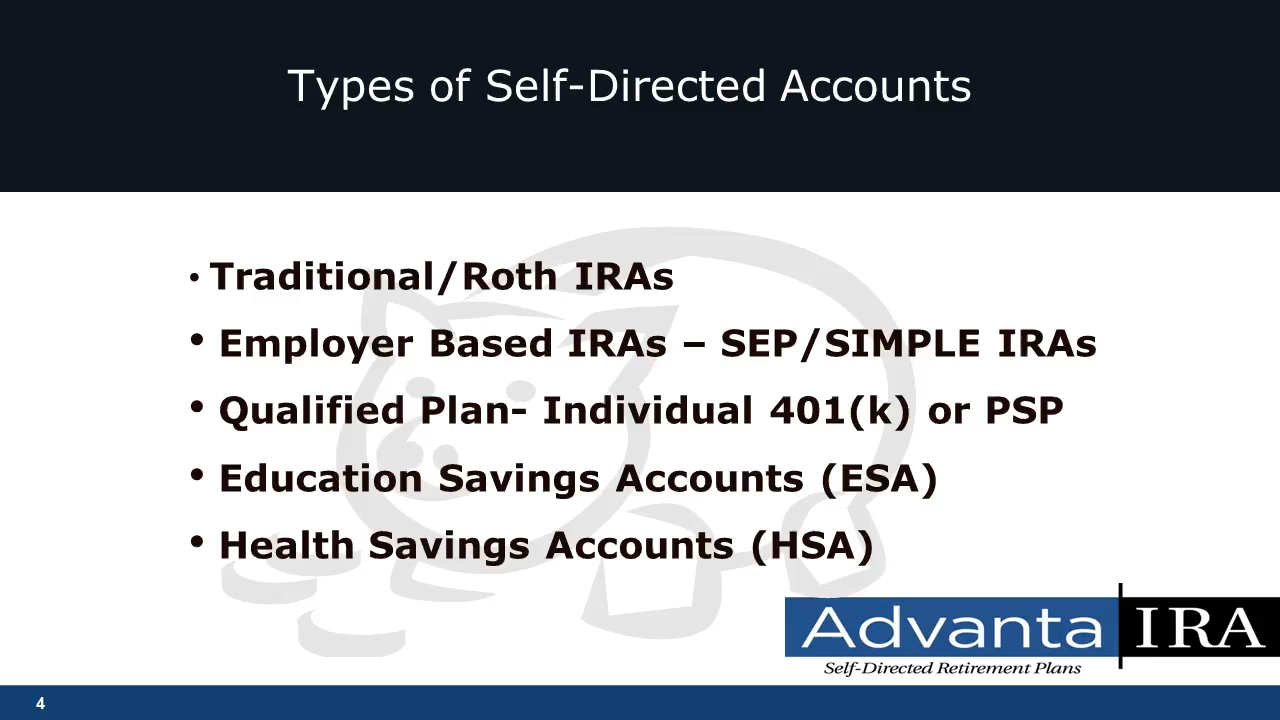 Types of Self-Directed Accounts
• Traditional/Roth IRAs
• Employer Based IRAs – SEP/SIMPLE IRAs
• Qualified Plan- Individual 401(k) or PSP
• Education Savings Accounts (ESA)
• Health Savings Accounts (HSA)
Advanta IRA
Self-Directed Retirement Plans
4